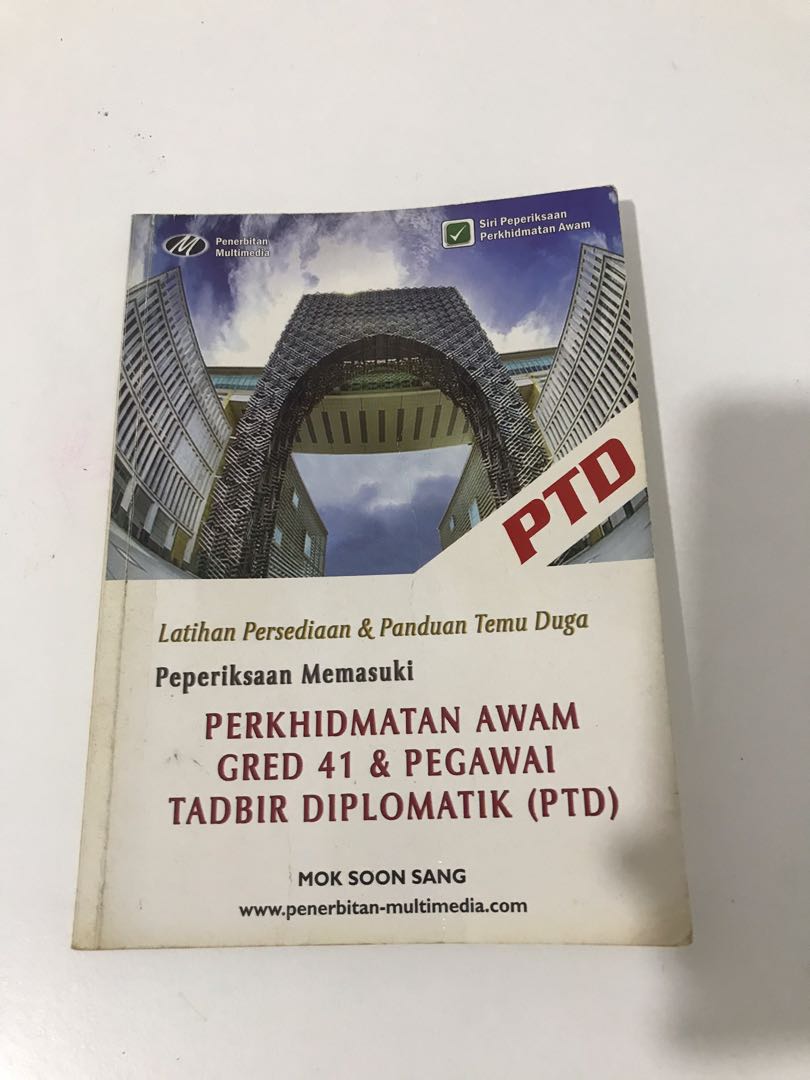 M
Penerbitan
Multimedia
Siri Peperiksaan
Perkhidmatan Awam
PTD
Latihan Persediaan & Panduan Temu Duga
Peperiksaan Memasuki
PERKHIDMATAN AWAM
GRED 41 & PEGAWAI
TADBIR DIPLOMATIK (PTD)
MOK SOON SANG
www.penerbitan-multimedia.com